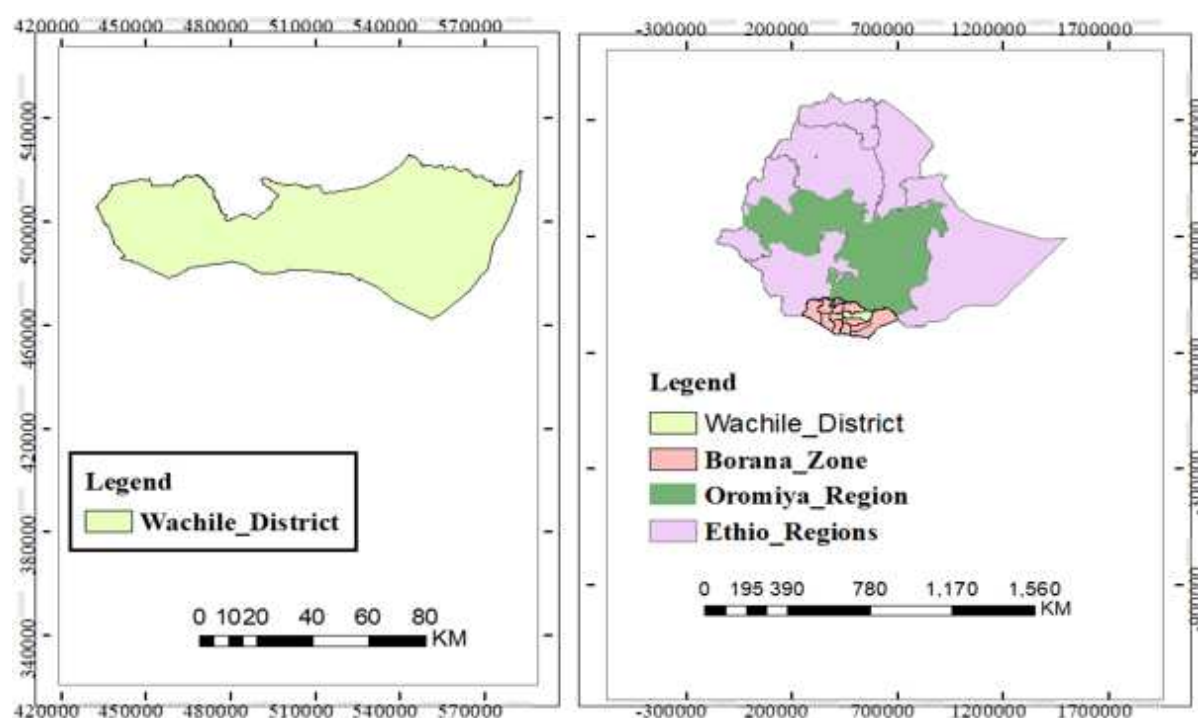 420000 450000 480000 510000 540000 570000
540000
500000
460000
420000
380000
340000
Legend
Wachile_District
0 1020 40 60 80
KM
420000 450000 480000 510000 540000 570000
-300000 200000 700000 1200000 1700000
Legend
Wachile_District
Borana_Zone
Oromiya_Region
Ethio_Regions
0 195 390 780 1,170 1,560
KM
-300000 200000 700000 1200000 1700000